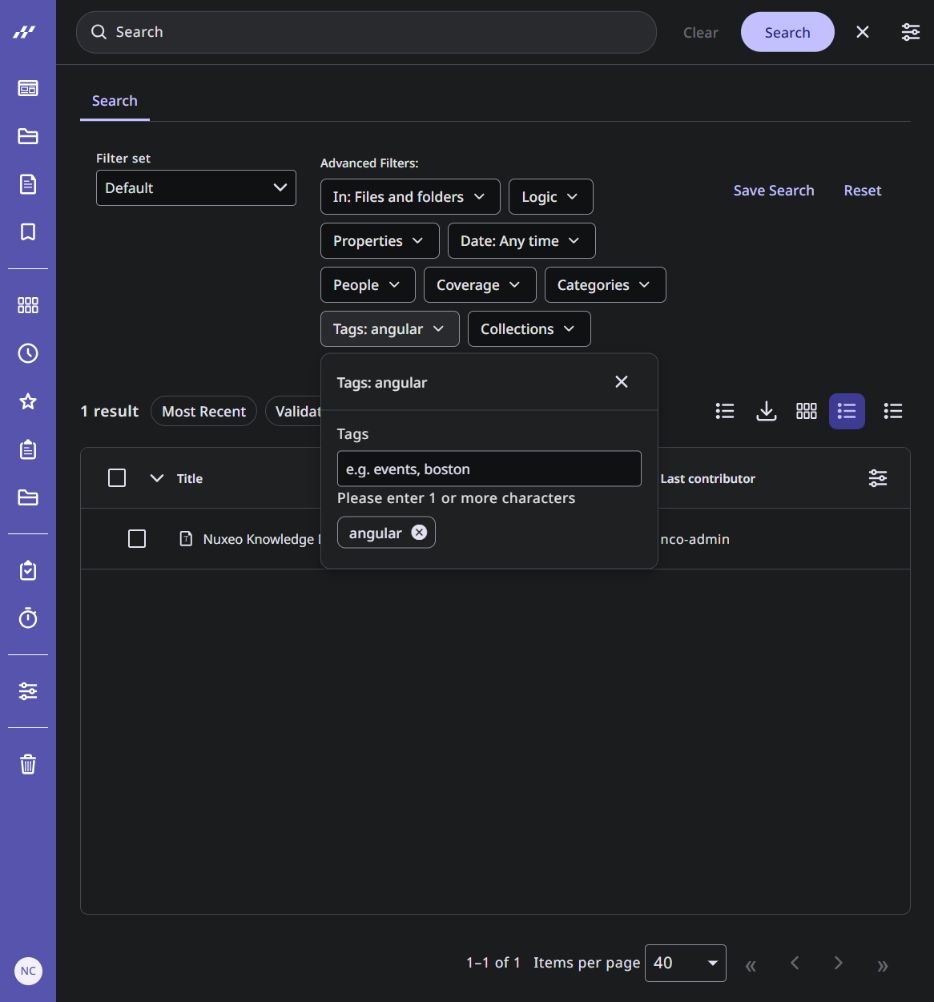 Search
Clear
Search
Search
Filter set
Default
Advanced Filters:
In: Files and folders
Logic
Properties
Date: Any time
People
Coverage
Categories
Tags: angular
Collections
Save Search
Reset
Tags: angular
Tags
e.g. events, boston
Please enter 1 or more characters
angular
1 result
Most Recent
Validat
Title
Last contributor
Nuxeo Knowledge
nco-admin
1–1 of 1
Items per page
40
NC